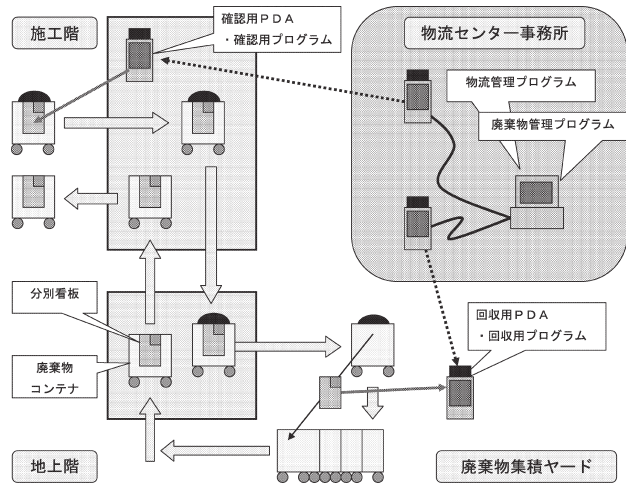 施工階
確認用ＰＤＡ
・確認用プログラム
物流センター事務所
物流管理プログラム
廃棄物管理プログラム
分別看板
廃棄物
コンテナ
回収用ＰＤＡ
・回収用プログラム
地上階
廃棄物集積ヤード